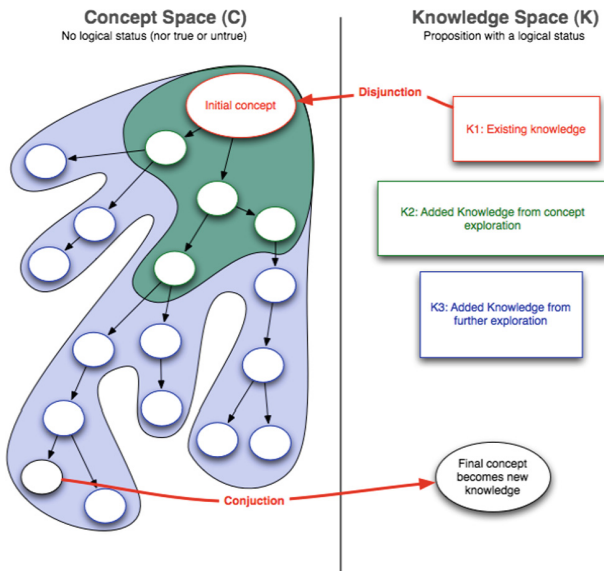 Concept Space (C)
No logical status (nor true or untrue)
Knowledge Space (K)
Proposition with a logical status
Initial concept
Disjunction
K1: Existing knowledge
K2: Added Knowledge from concept
exploration
K3: Added Knowledge from
further exploration
Conjuction
Final concept
becomes new
knowledge